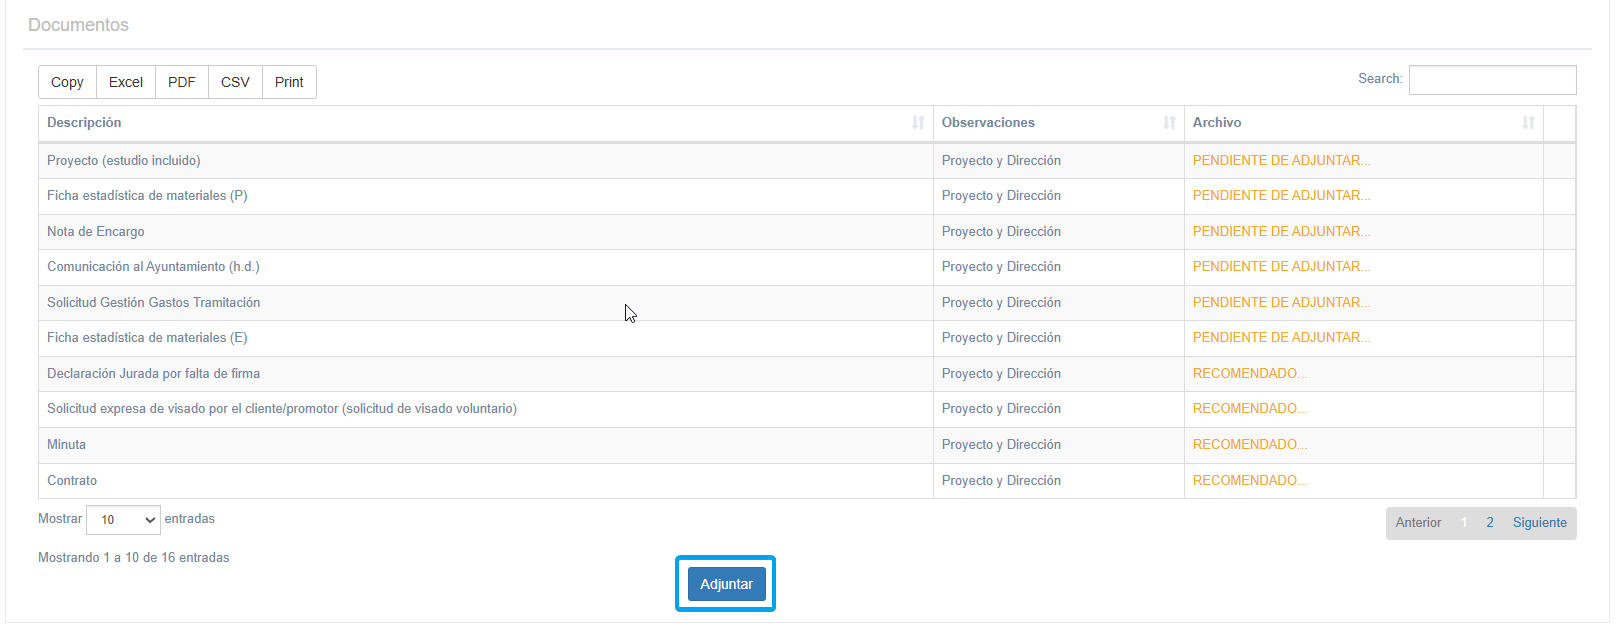 Documentos
Copy Excel PDF CSV Print Search:
Descripción Observaciones Archivo
Proyecto (estudio incluido) Proyecto y Dirección PENDIENTE DE ADJUNTAR...
Ficha estadística de materiales (P) Proyecto y Dirección PENDIENTE DE ADJUNTAR...
Nota de Encargo Proyecto y Dirección PENDIENTE DE ADJUNTAR...
Comunicación al Ayuntamiento (h.d.) Proyecto y Dirección PENDIENTE DE ADJUNTAR...
Solicitud Gestión Gastos Tramitación Proyecto y Dirección PENDIENTE DE ADJUNTAR...
Ficha estadística de materiales (E) Proyecto y Dirección PENDIENTE DE ADJUNTAR...
Declaración Jurada por falta de firma Proyecto y Dirección RECOMENDADO...
Solicitud expresa de visado por el cliente/promotor (solicitud de visado voluntario) Proyecto y Dirección RECOMENDADO...
Minuta Proyecto y Dirección RECOMENDADO...
Contrato Proyecto y Dirección RECOMENDADO...
Mostrar 10 entradas Anterior 1 2 Siguiente
Mostrando 1 a 10 de 16 entradas
Adjuntar